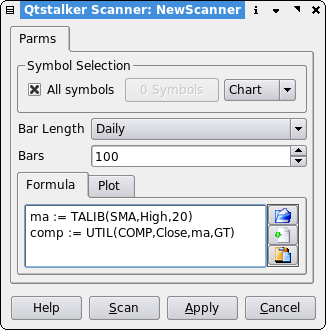 Qtstalker Scanner: NewScanner
Parms
Symbol Selection
All symbols 0 Symbols Chart
Bar Length Daily
Bars 100
Formula Plot
ma := TALIB(SMA,High,20)
comp := UTIL(COMP,Close,ma,GT)
Help Scan Apply Cancel